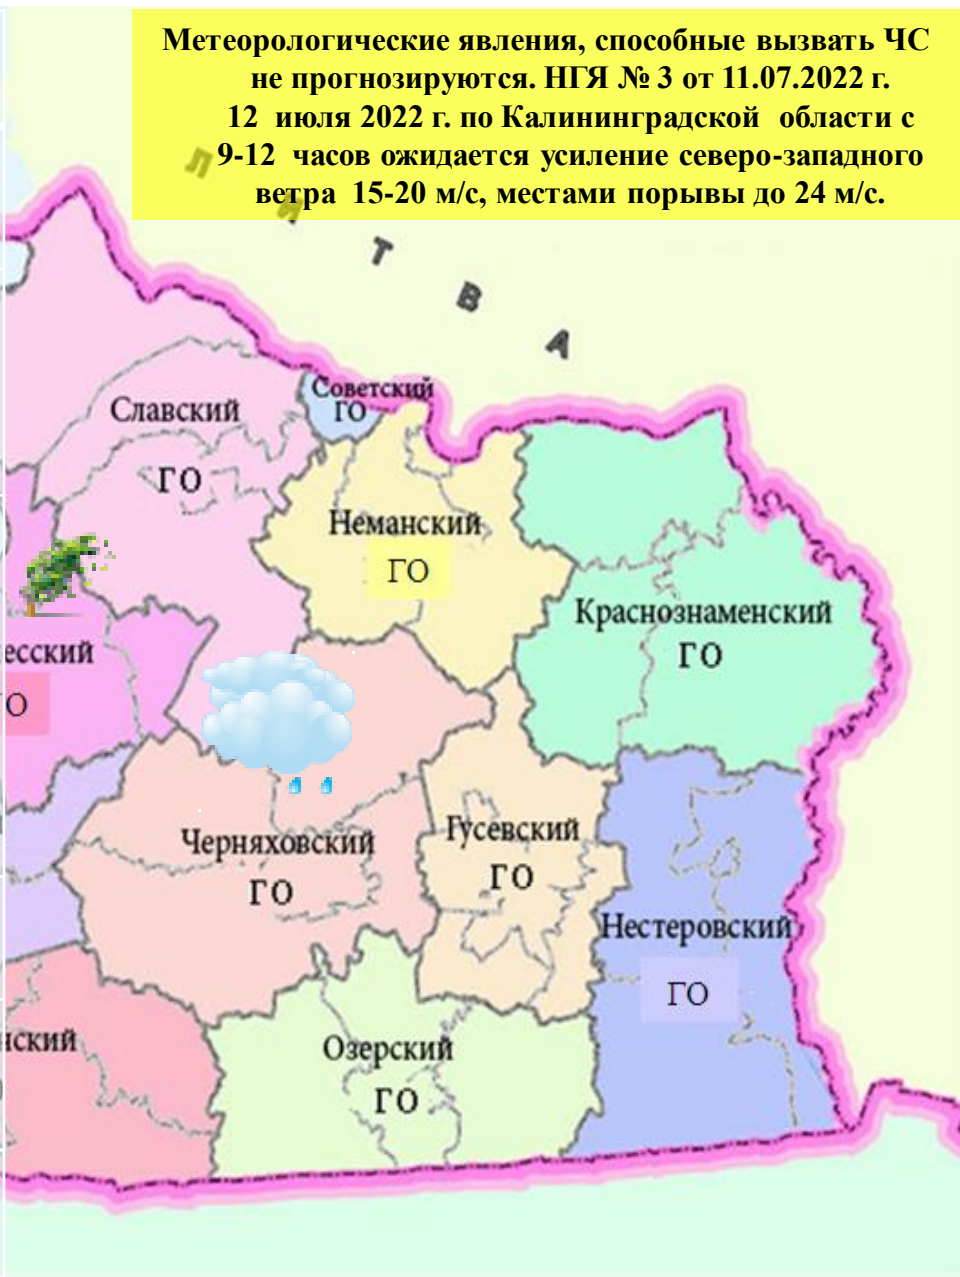 Метеорологические явления, способные вызвать ЧС
не прогнозируются. НГЯ № 3 от 11.07.2022 г.
12 июля 2022 г. по Калининградской области с
9-12 часов ожидается усиление северо-западного
ветра 15-20 м/с, местами порывы до 24 м/с.
Л И Т В А
Советский
ГО
Славский
ГО
Неманский
ГО
Краснознаменский
ГО
есский
О
Черняховский
ГО
Гусевский
ГО
Нестеровский
ГО
нский
Озерский
ГО